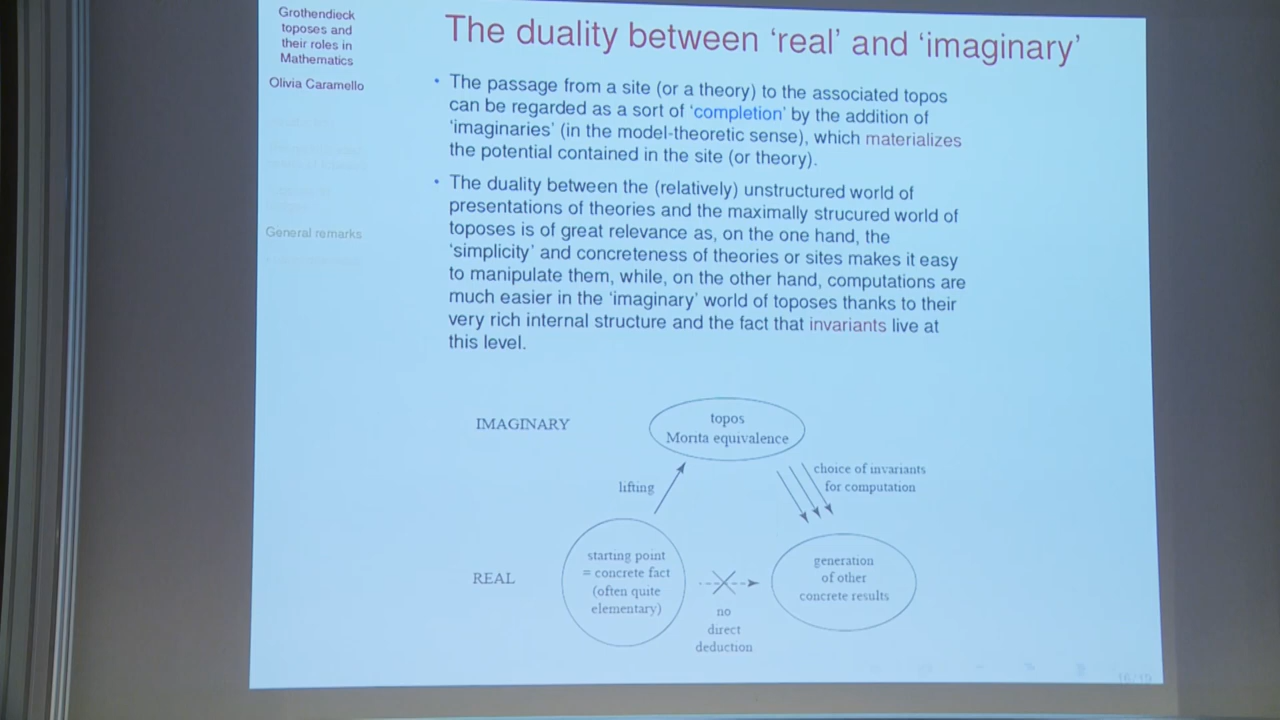 Grothendieck
toposes and
their roles in
Mathematics
Olivia Caramello
General remarks
The duality between ‘real’ and ‘imaginary’
• The passage from a site (or a theory) to the associated topos
can be regarded as a sort of ‘completion’ by the addition of
‘imaginaries’ (in the model-theoretic sense), which materializes
the potential contained in the site (or theory).
• The duality between the (relatively) unstructured world of
presentations of theories and the maximally strucured world of
toposes is of great relevance as, on the one hand, the
‘simplicity’ and concreteness of theories or sites makes it easy
to manipulate them, while, on the other hand, computations are
much easier in the ‘imaginary’ world of toposes thanks to their
very rich internal structure and the fact that invariants live at
this level.
IMAGINARY
topos
Morita equivalence
lifting
choice of invariants
for computation
REAL
starting point
= concrete fact
(often quite
elementary)
no
direct
deduction
generation
of other
concrete results
16/19